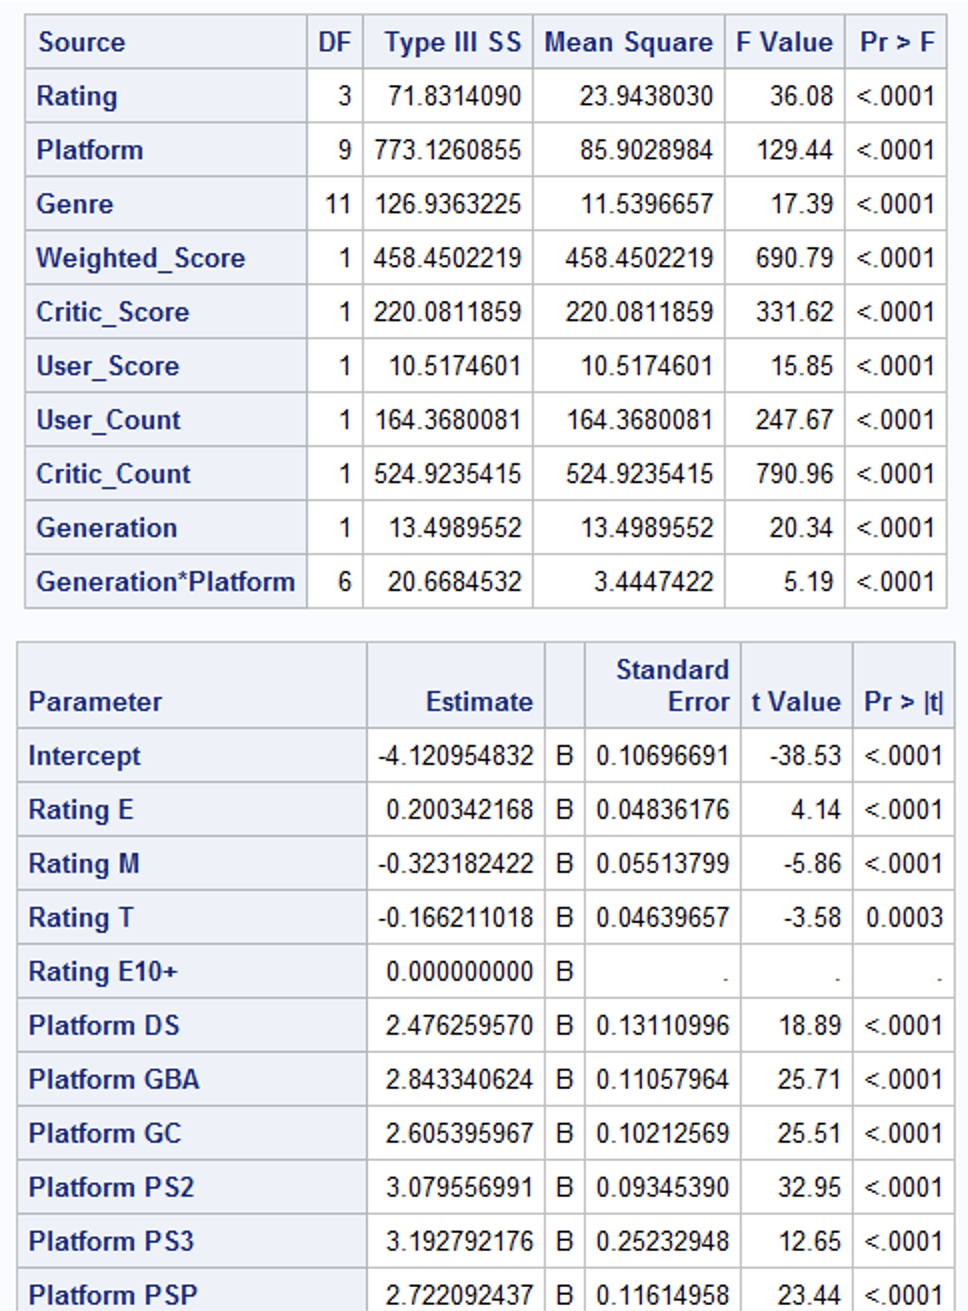 Source DF Type III SS Mean Square F Value Pr > F
Rating 3 71.8314090 23.9438030 36.08 <.0001
Platform 9 773.1260855 85.9028984 129.44 <.0001
Genre 11 126.9363225 11.5396657 17.39 <.0001
Weighted_Score 1 458.4502219 458.4502219 690.79 <.0001
Critic_Score 1 220.0811859 220.0811859 331.62 <.0001
User_Score 1 10.5174601 10.5174601 15.85 <.0001
User_Count 1 164.3680081 164.3680081 247.67 <.0001
Critic_Count 1 524.9235415 524.9235415 790.96 <.0001
Generation 1 13.4989552 13.4989552 20.34 <.0001
Generation*Platform 6 20.6684532 3.4447422 5.19 <.0001
Standard
Parameter Estimate Error t Value Pr > |t|
Intercept -4.120954832 B 0.10696691 -38.53 <.0001
Rating E 0.200342168 B 0.04836176 4.14 <.0001
Rating M -0.323182422 B 0.05513799 -5.86 <.0001
Rating T -0.166211018 B 0.04639657 -3.58 0.0003
Rating E10+ 0.000000000 B . . .
Platform DS 2.476259570 B 0.13110996 18.89 <.0001
Platform GBA 2.843340624 B 0.11057964 25.71 <.0001
Platform GC 2.605395967 B 0.10212569 25.51 <.0001
Platform PS2 3.079556991 B 0.09345390 32.95 <.0001
Platform PS3 3.192792176 B 0.25232948 12.65 <.0001
Platform PSP 2.722092437 B 0.11614958 23.44 <.0001